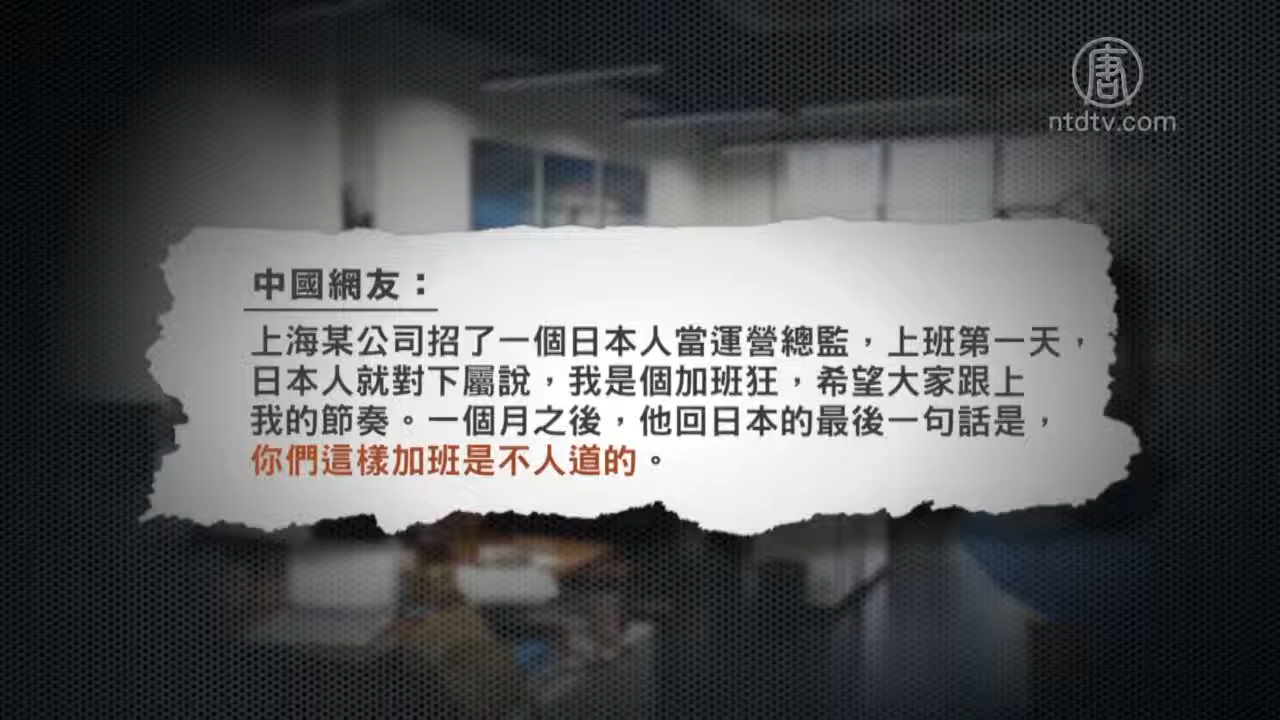 唐
ntdtv.com
中國網友：
上海某公司招了一個日本人當運營總監，上班第一天，
日本人就對下屬說，我是個加班狂，希望大家跟上
我的節奏。一個月之後，他回日本的最後一句話是，
你們這樣加班是不人道的。